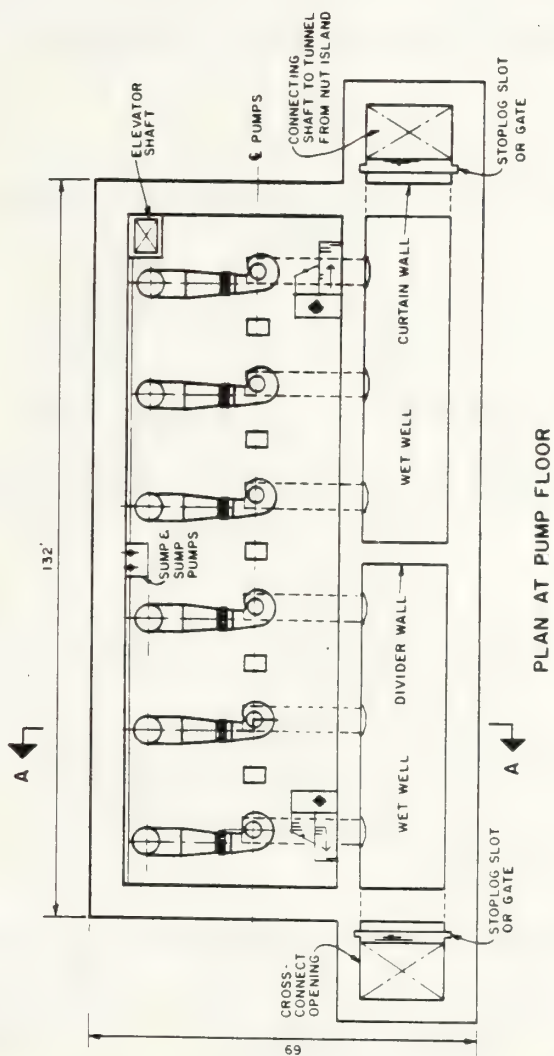 132'
69
A
A
ELEVATOR
SHAFT
℄ PUMPS
CONNECTING
SHAFT TO TUNNEL
FROM NUT ISLAND
STOPLOG SLOT
OR GATE
SUMP &
SUMP
PUMPS
CURTAIN WALL
WET WELL
DIVIDER WALL
WET WELL
CROSS-
CONNECT
OPENING
STOPLOG SLOT
OR GATE
PLAN AT PUMP FLOOR